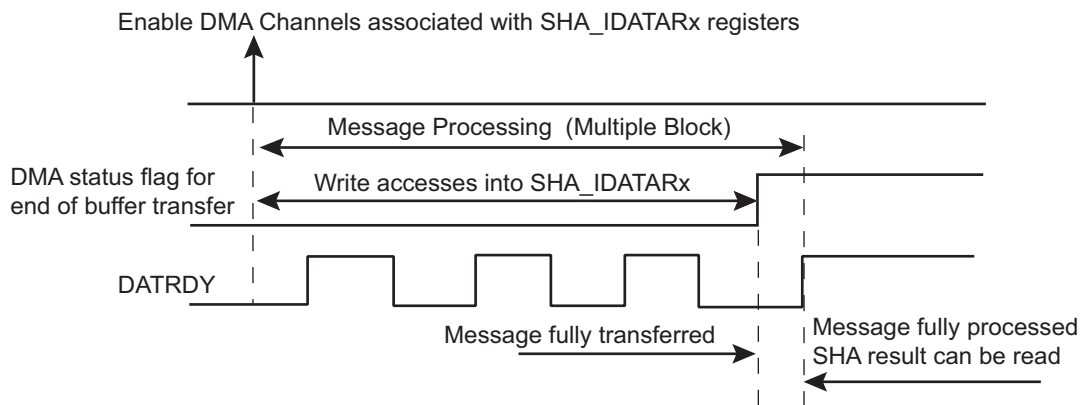 Enable DMA Channels associated with SHA_IDATARx registers
Message Processing (Multiple Block)
DMA status flag for
end of buffer transfer
Write accesses into SHA_IDATARx
DATRDY
Message fully transferred
Message fully processed
SHA result can be read